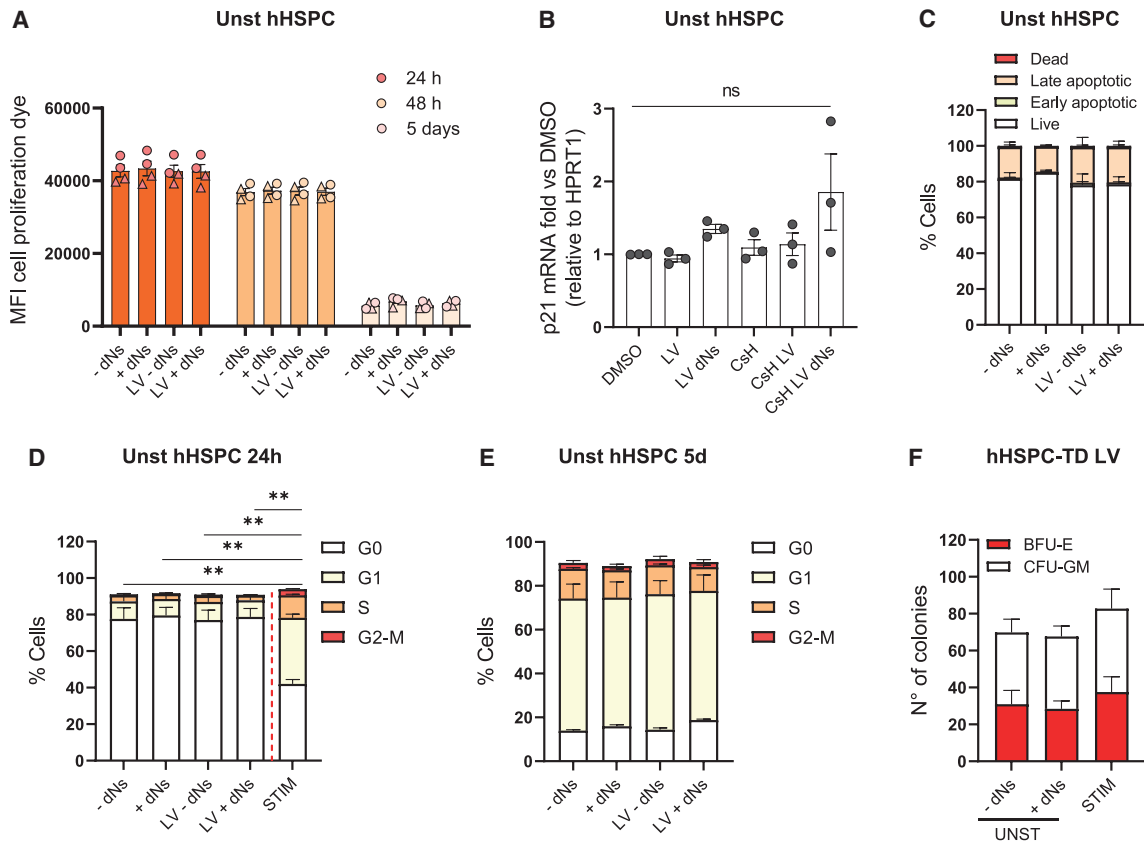 A
Unst hHSPC
24 h
48 h
5 days
MFI cell proliferation dye
60000
40000
20000
0
- dNs
+ dNs
LV - dNs
LV + dNs
- dNs
+ dNs
LV - dNs
LV + dNs
- dNs
+ dNs
LV - dNs
LV + dNs
B
Unst hHSPC
ns
p21 mRNA fold vs DMSO
(relative to HPRT1)
3
2
1
0
DMSO
LV
LV dNs
CsH
CsH LV
CsH LV dNs
C
Unst hHSPC
Dead
Late apoptotic
Early apoptotic
Live
% Cells
120
100
80
60
40
20
0
- dNs
+ dNs
LV - dNs
LV + dNs
D
Unst hHSPC 24h
**
**
**
**
% Cells
120
100
80
60
40
20
0
G0
G1
S
G2-M
- dNs
+ dNs
LV - dNs
LV + dNs
STIM
E
Unst hHSPC 5d
% Cells
100
80
60
40
20
0
G0
G1
S
G2-M
- dNs
+ dNs
LV - dNs
LV + dNs
F
hHSPC-TD LV
BFU-E
CFU-GM
N° of colonies
120
100
80
60
40
20
0
- dNs
+ dNs
STIM
UNST